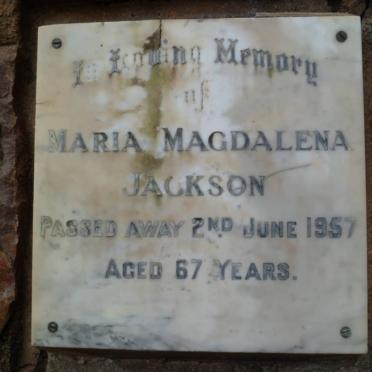 In Loving Memory
of
MARIA MAGDALENA
JACKSON
PASSED AWAY 2ND JUNE 1957
AGED 67 YEARS.